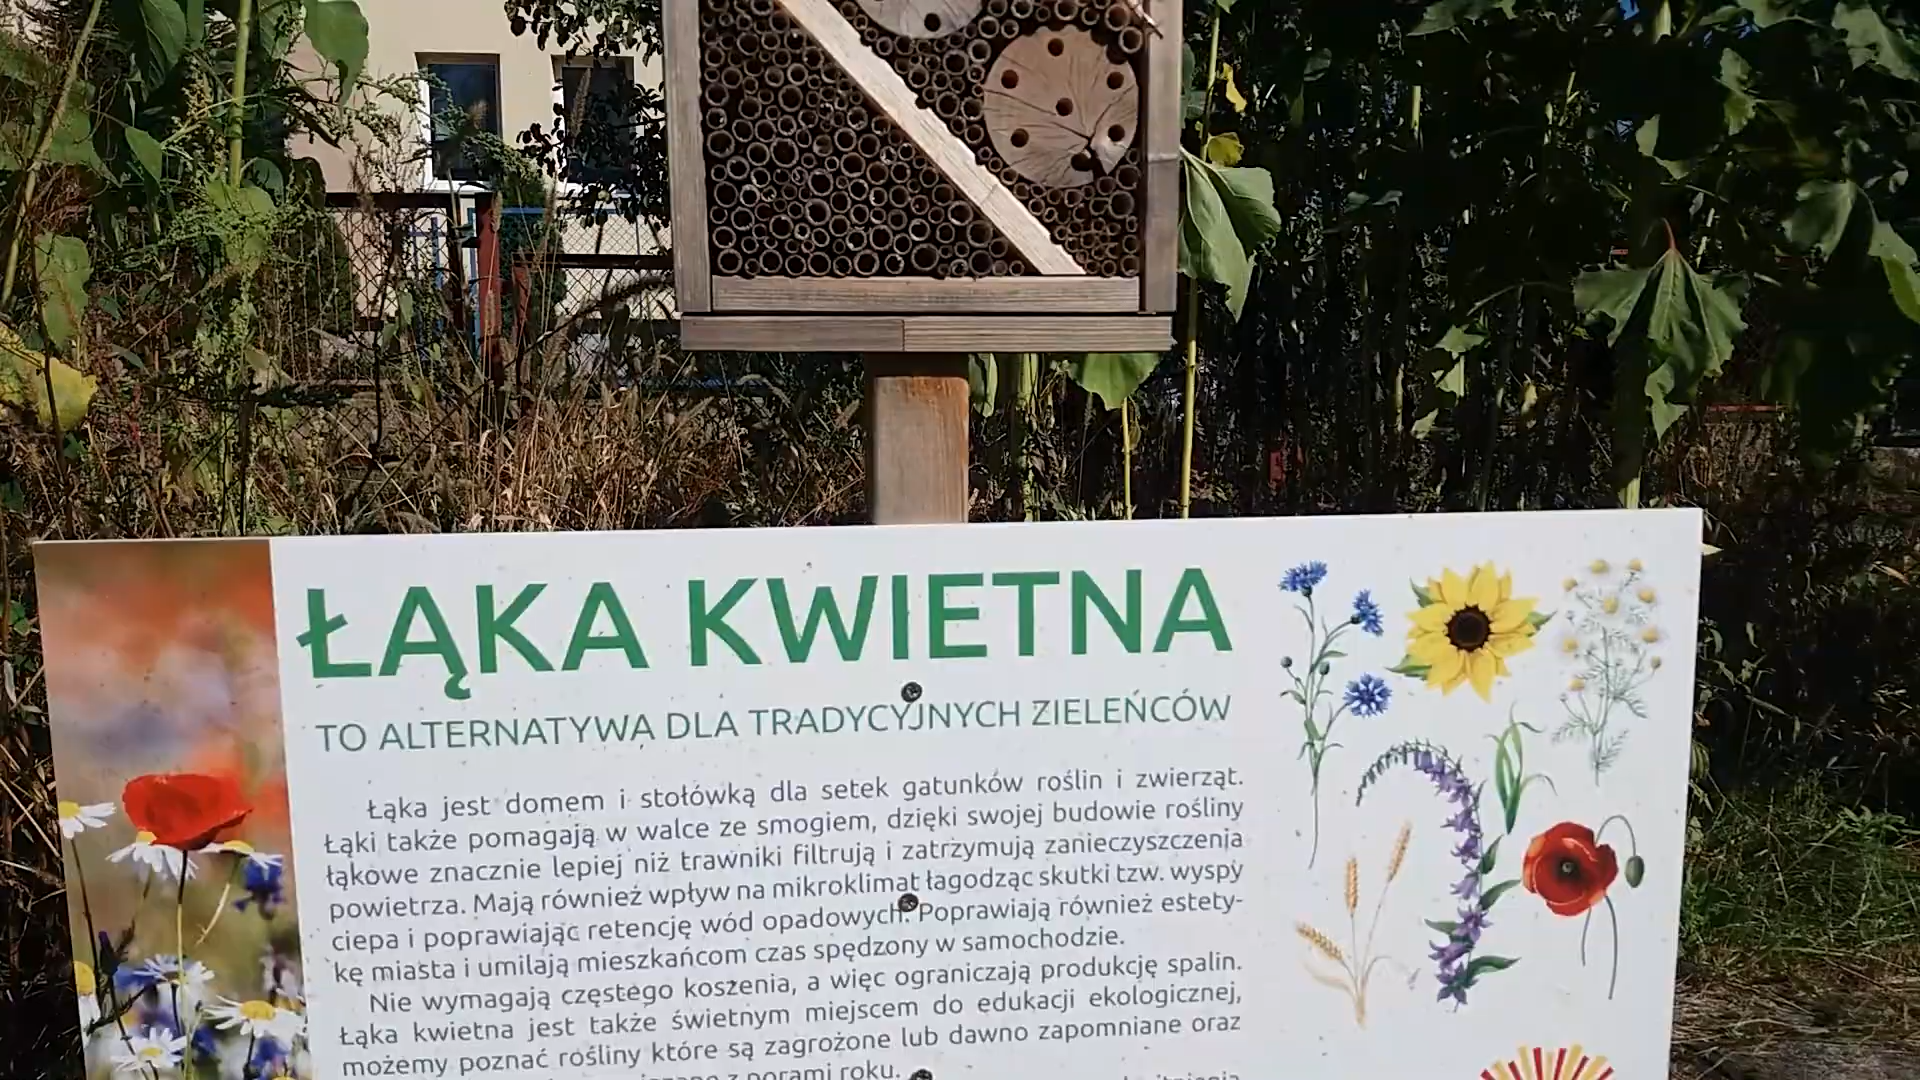 ŁĄKA KWIETNA
TO ALTERNATYWA DLA TRADYCYJNYCH ZIELEŃCÓW
Łąka jest domem i stołówką dla setek gatunków roślin i zwierząt.
Łąki także pomagają w walce ze smogiem, dzięki swojej budowie rośliny
łąkowe znacznie lepiej niż trawniki filtrują i zatrzymują zanieczyszczenia
powietrza. Mają również wpływ na mikroklimat łagodząc skutki tzw. wyspy
ciepa i poprawiając retencję wód opadowych. Poprawiają również estety-
kę miasta i umilają mieszkańcom czas spędzony w samochodzie.
Nie wymagają częstego koszenia, a więc ograniczają produkcję spalin.
Łąka kwietna jest także świetnym miejscem do edukacji ekologicznej,
możemy poznać rośliny które są zagrożone lub dawno zapomniane oraz
z porami roku.